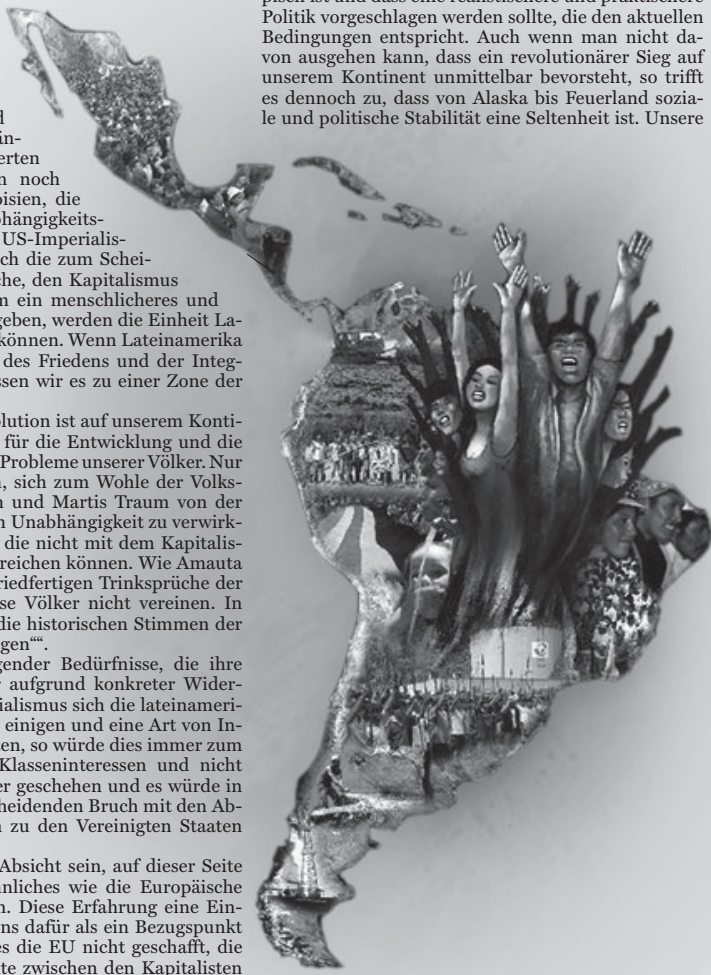 d
än-
erten
n noch
oisien, die
bhängigkeits-
US-Imperialis-
ch die zum Schei-
che, den Kapitalismus
m ein menschlicheres und
geben, werden die Einheit La-
können. Wenn Lateinamerika
des Friedens und der Integ-
ssen wir es zu einer Zone der
olution ist auf unserem Konti-
für die Entwicklung und die
Probleme unserer Völker. Nur
n, sich zum Wohle der Volks-
n und Martis Traum von der
n Unabhängigkeit zu verwirk-
die nicht mit dem Kapitalis-
reichen können. Wie Amauta
riedfertigen Trinksprüche der
se Völker nicht vereinen. In
die historischen Stimmen der
gen““.
gender Bedürfnisse, die ihre
r aufgrund konkreter Wider-
rialismus sich die lateinameri-
einigen und eine Art von In-
ten, so würde dies immer zum
Klasseninteressen und nicht
er geschehen und es würde in
cheidenden Bruch mit den Ab-
n zu den Vereinigten Staaten
Absicht sein, auf dieser Seite
hnliches wie die Europäische
n. Diese Erfahrung eine Ein-
ns dafür als ein Bezugspunkt
es die EU nicht geschafft, die
te zwischen den Kapitalisten
pisch ist und dass eine realistischere und praktischere
Politik vorgeschlagen werden sollte, die den aktuellen
Bedingungen entspricht. Auch wenn man nicht da-
von ausgehen kann, dass ein revolutionärer Sieg auf
unserem Kontinent unmittelbar bevorsteht, so trifft
es dennoch zu, dass von Alaska bis Feuerland sozia-
le und politische Stabilität eine Seltenheit ist. Unsere